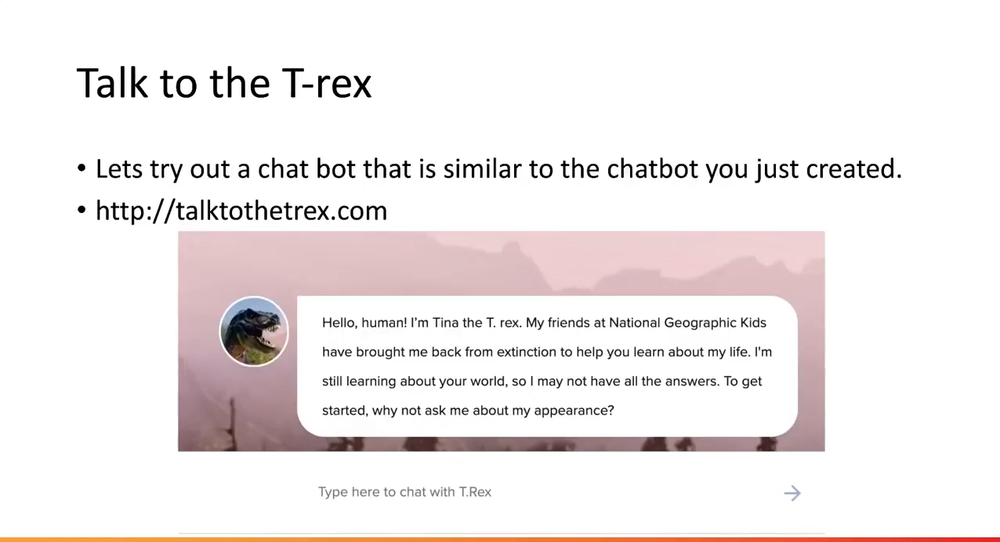 Talk to the T-rex
• Lets try out a chat bot that is similar to the chatbot you just created.
• http://talktothetrex.com
Hello, human! I'm Tina the T. rex. My friends at National Geographic Kids
have brought me back from extinction to help you learn about my life. I'm
still learning about your world, so I may not have all the answers. To get
started, why not ask me about my appearance?
Type here to chat with T.Rex